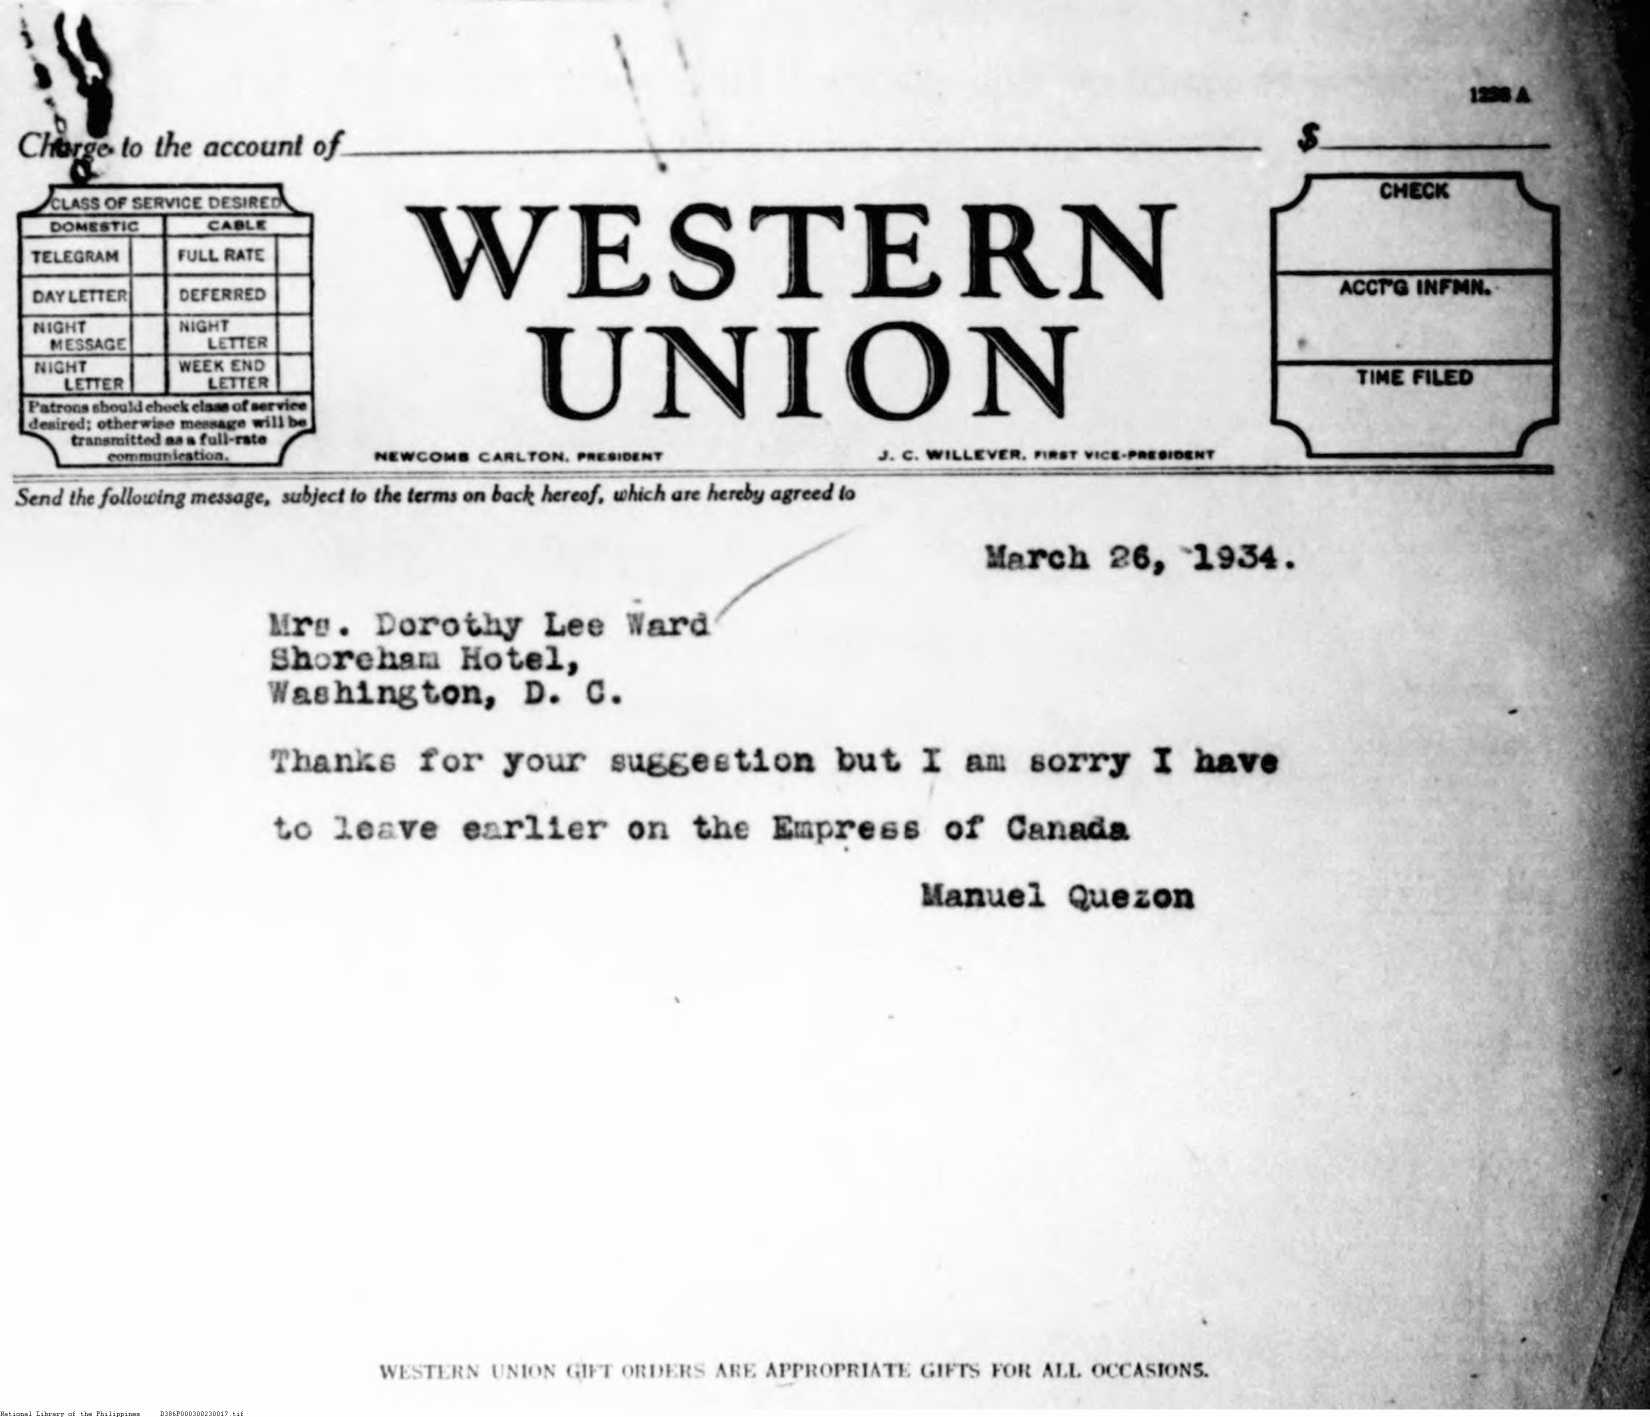 1228 A
Charge to the account of $
CLASS OF SERVICE DESIRED
DOMESTIC CABLE
TELEGRAM FULL RATE
DAY LETTER DEFERRED
NIGHT MESSAGE NIGHT LETTER
NIGHT LETTER WEEK END LETTER
Patrons should check class of service
desired; otherwise message will be
transmitted as a full-rate
communication.
WESTERN
UNION
NEWCOMB CARLTON, PRESIDENT J. C. WILLEVER, FIRST VICE-PRESIDENT
CHECK
ACCT'G INFMN.
TIME FILED
Send the following message, subject to the terms on back hereof, which are hereby agreed to
March 26, 1934.
Mrs. Dorothy Lee Ward
Shoreham Hotel,
Washington, D. C.
Thanks for your suggestion but I am sorry I have
to leave earlier on the Empress of Canada
Manuel Quezon
WESTERN UNION GIFT ORDERS ARE APPROPRIATE GIFTS FOR ALL OCCASIONS.
National Library of the Philippines D386P000300230017.tif